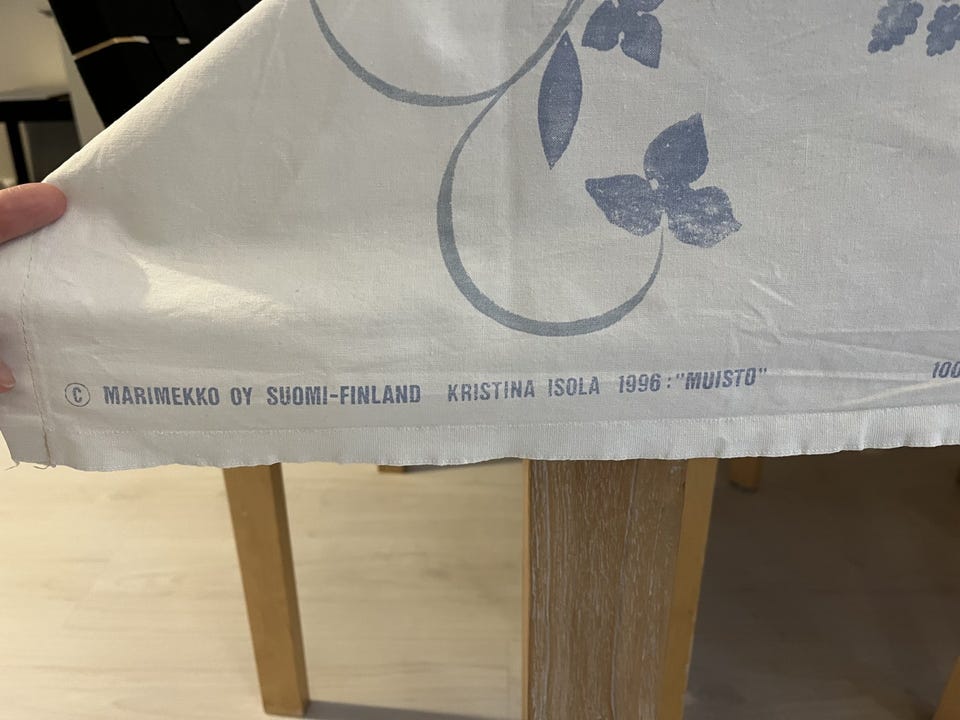 © MARIMEKKO OY SUOMI-FINLAND KRISTINA ISOLA 1996:"MUISTO" 100